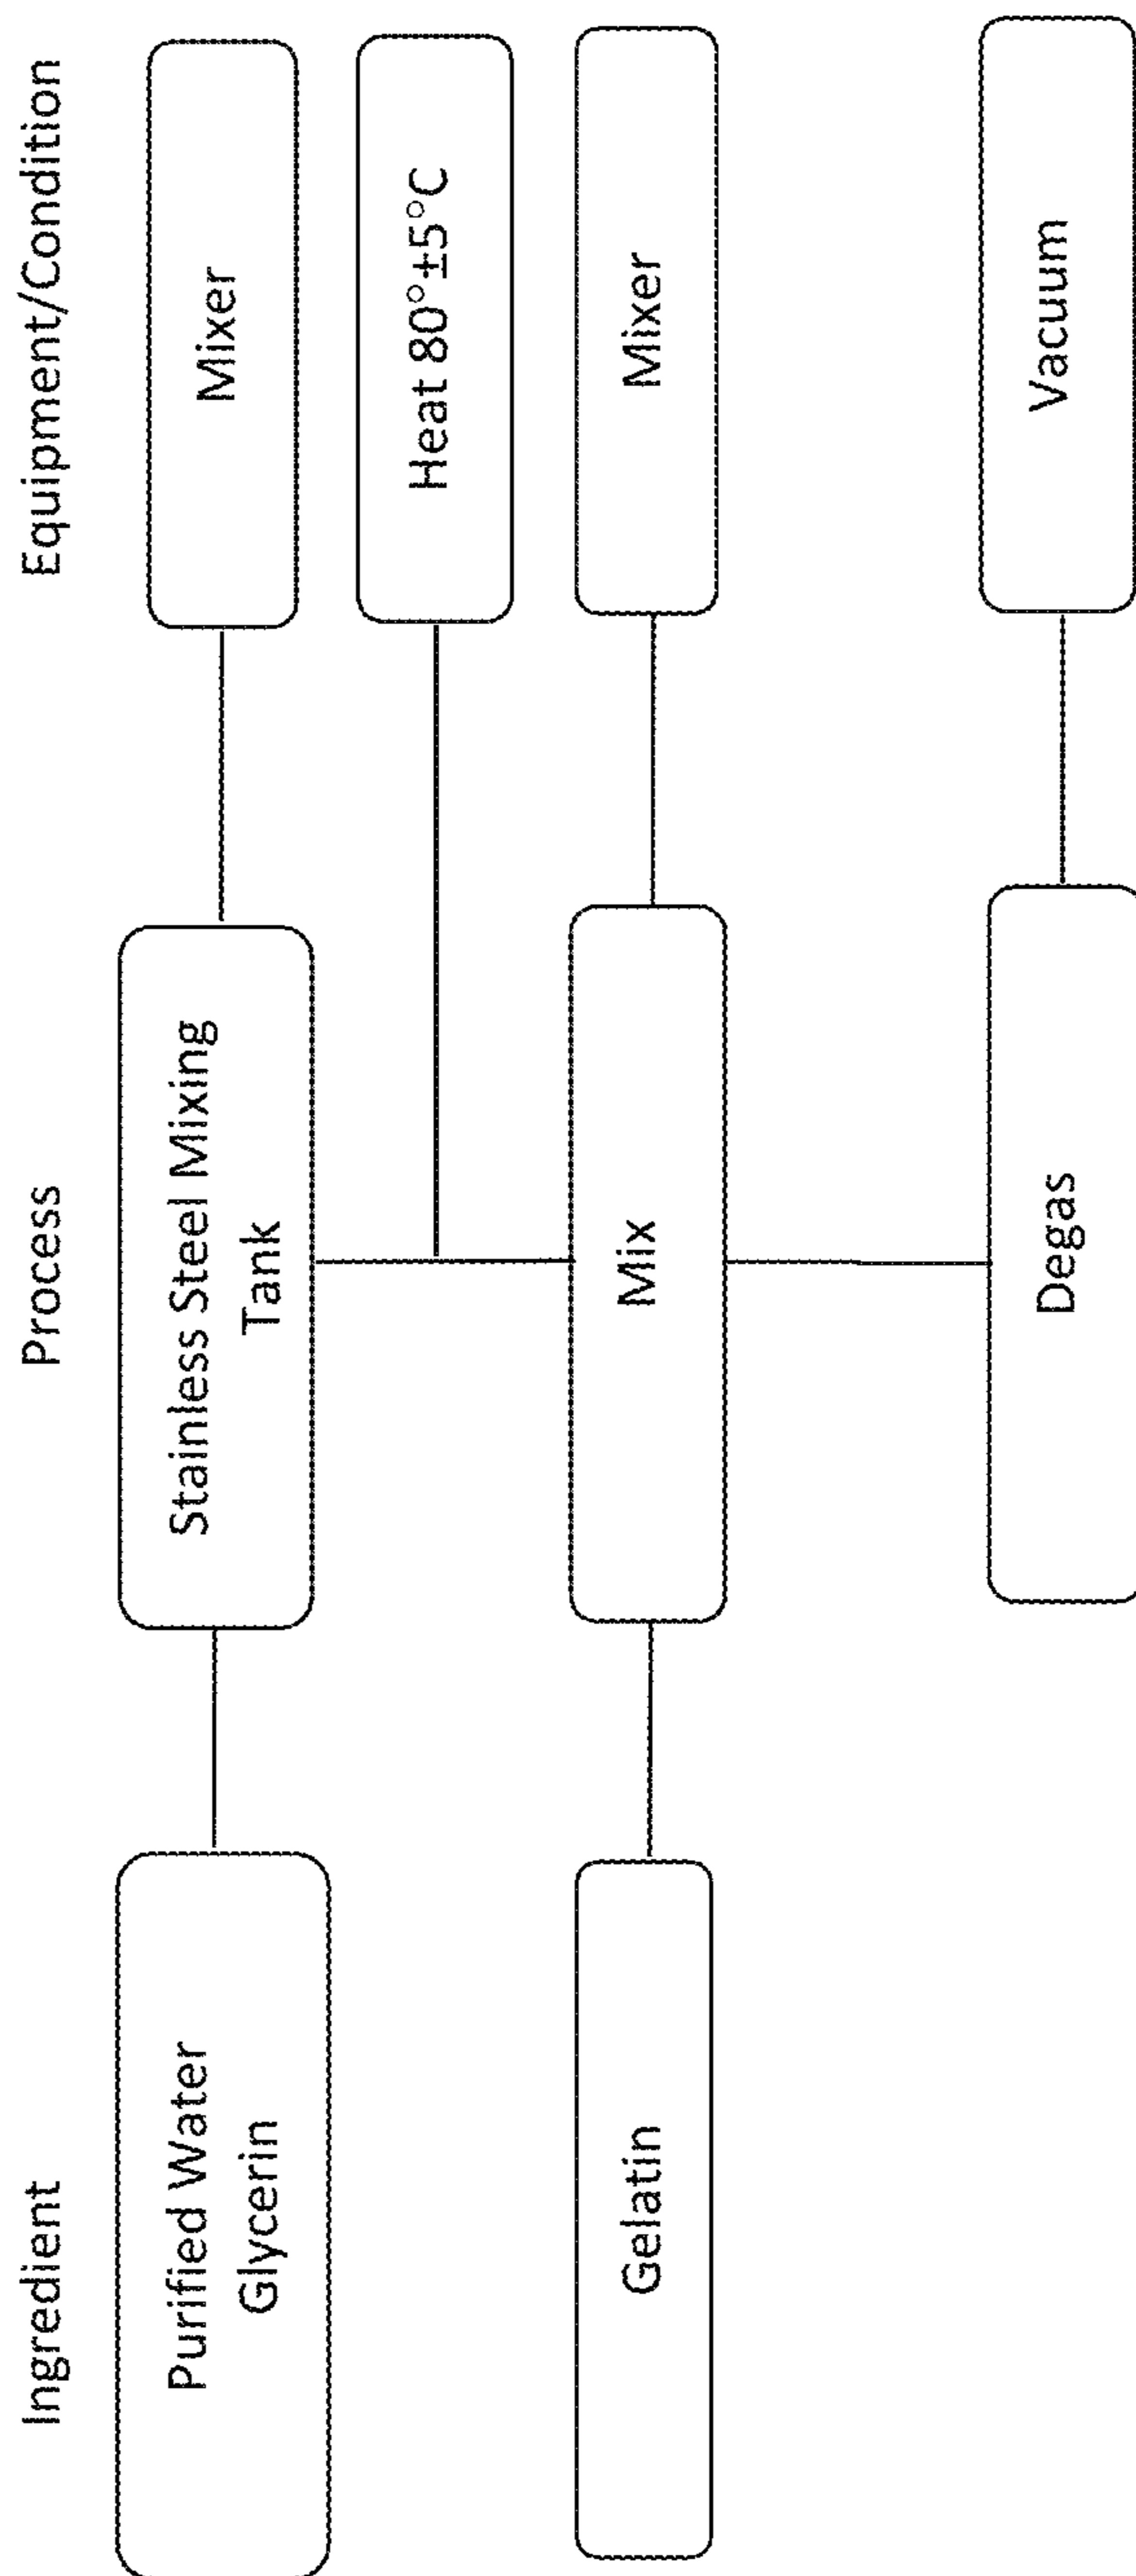 Ingredient
Process
Equipment/Condition
Purified Water
Glycerin
Stainless Steel Mixing
Tank
Mixer
Heat 80°±5°C
Gelatin
Mix
Mixer
Degas
Vacuum